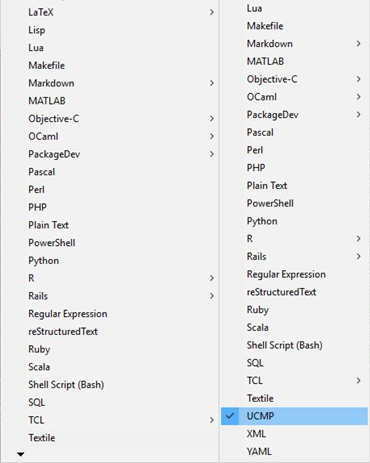 LaTeX
Lisp
Lua
Makefile
Markdown
MATLAB
Objective-C
OCaml
PackageDev
Pascal
Perl
PHP
Plain Text
PowerShell
Python
R
Rails
Regular Expression
reStructuredText
Ruby
Scala
Shell Script (Bash)
SQL
TCL
Textile
Lua
Makefile
Markdown
MATLAB
Objective-C
OCaml
PackageDev
Pascal
Perl
PHP
Plain Text
PowerShell
Python
R
Rails
Regular Expression
reStructuredText
Ruby
Scala
Shell Script (Bash)
SQL
TCL
Textile
UCMP
XML
YAML